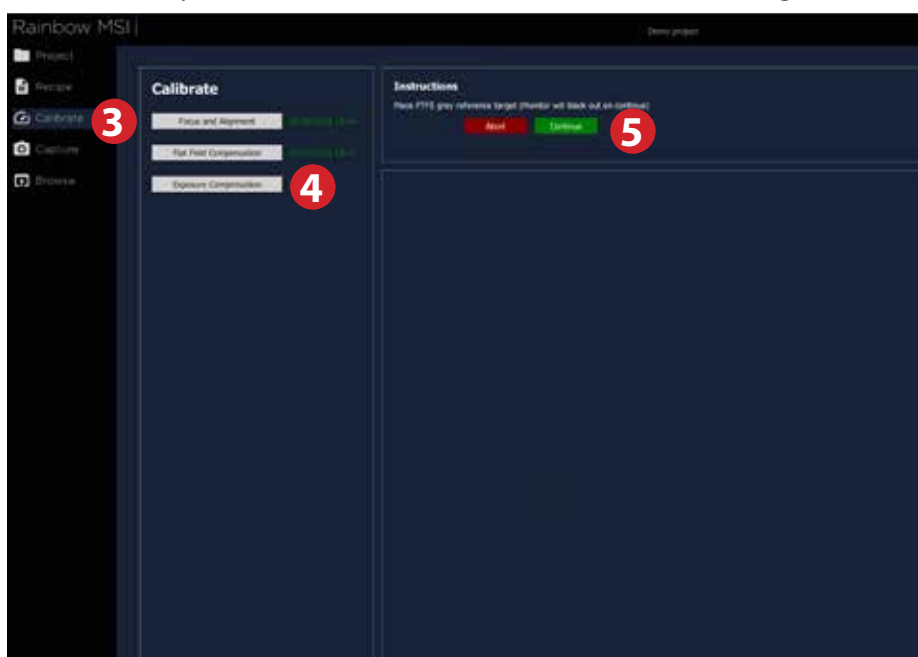 Rainbow MSI
Demo project
Project
Recipe
Calibrate
Capture
Browse
3
Calibrate
Focus and Alignment
Flat Field Compensation
Exposure Compensation
4
Instructions
Place PTFE grey reference target (Monitor will black out on continue)
Abort
Continue
5